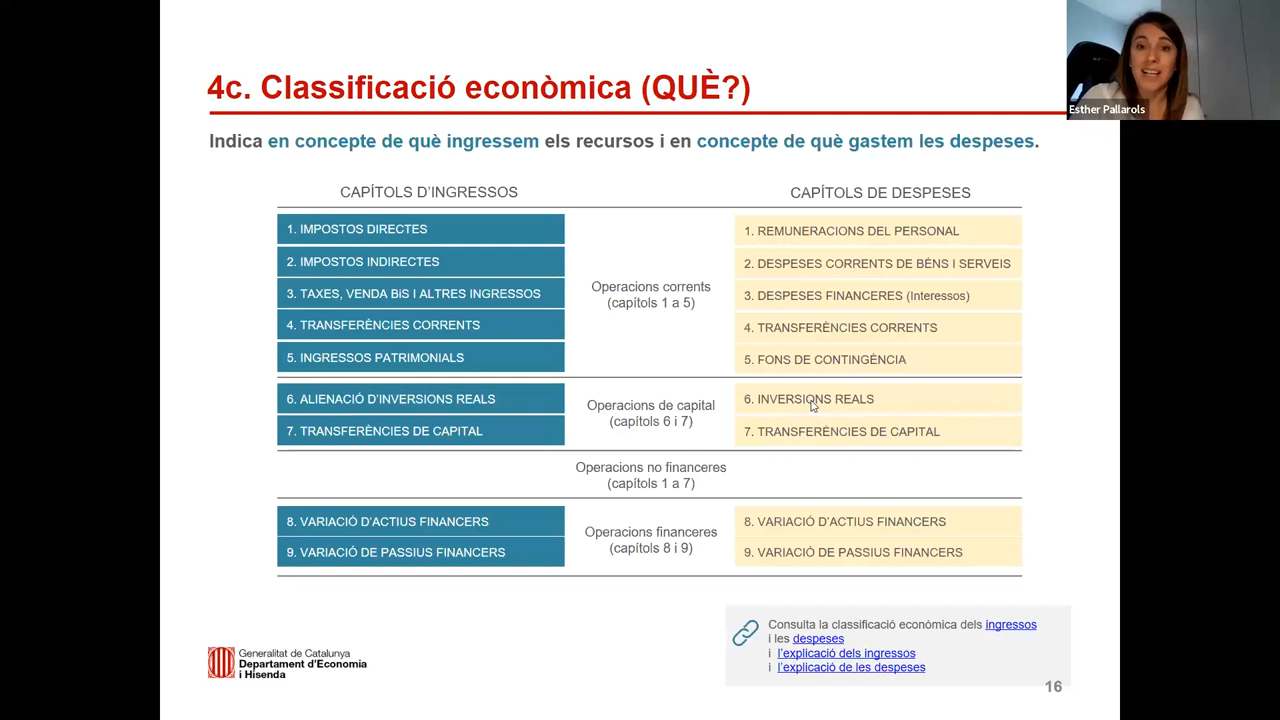 4c. Classificació econòmica (QUÈ?)
Esther Pallarols
Indica en concepte de què ingressem els recursos i en concepte de què gastem les despeses.
CAPÍTOLS D'INGRESSOS
CAPÍTOLS DE DESPESES
1. IMPOSTOS DIRECTES
2. IMPOSTOS INDIRECTES
3. TAXES, VENDA BiS I ALTRES INGRESSOS
4. TRANSFERÈNCIES CORRENTS
5. INGRESSOS PATRIMONIALS
Operacions corrents
(capítols 1 a 5)
1. REMUNERACIONS DEL PERSONAL
2. DESPESES CORRENTS DE BÉNS I SERVEIS
3. DESPESES FINANCERES (Interessos)
4. TRANSFERÈNCIES CORRENTS
5. FONS DE CONTINGÈNCIA
6. ALIENACIÓ D'INVERSIONS REALS
7. TRANSFERÈNCIES DE CAPITAL
Operacions de capital
(capítols 6 i 7)
6. INVERSIONS REALS
7. TRANSFERÈNCIES DE CAPITAL
Operacions no financeres
(capítols 1 a 7)
8. VARIACIÓ D'ACTIUS FINANCERS
9. VARIACIÓ DE PASSIUS FINANCERS
Operacions financeres
(capítols 8 i 9)
8. VARIACIÓ D'ACTIUS FINANCERS
9. VARIACIÓ DE PASSIUS FINANCERS
Consulta la classificació econòmica dels ingressos
i les despeses
i l'explicació dels ingressos
i l'explicació de les despeses
Generalitat de Catalunya
Departament d'Economia
i Hisenda
16